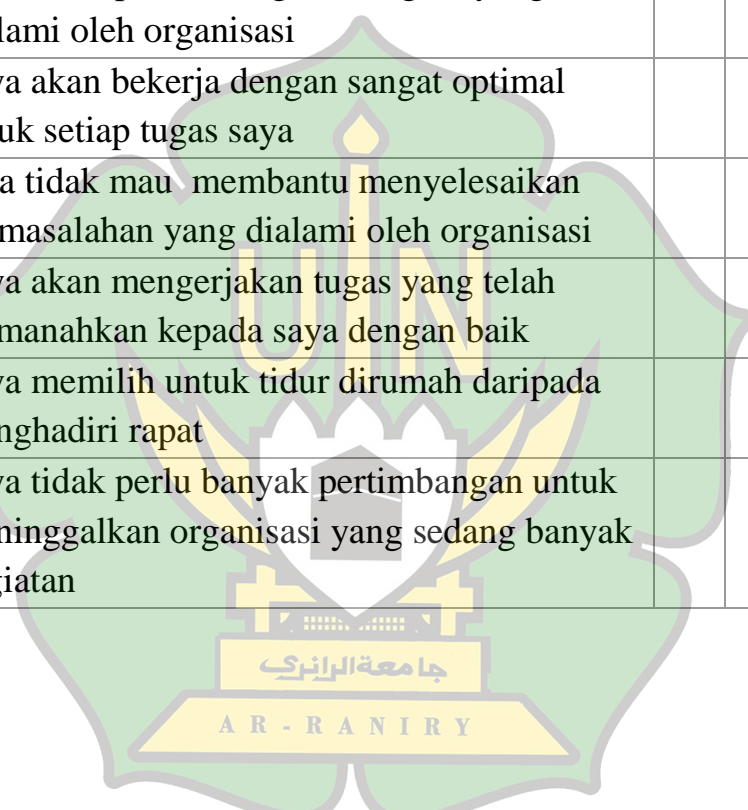 lami oleh organisasi
ya akan bekerja dengan sangat optimal
uk setiap tugas saya
a tidak mau membantu menyelesaikan
masalahan yang dialami oleh organisasi
ya akan mengerjakan tugas yang telah
manahkan kepada saya dengan baik
ya memilih untuk tidur dirumah daripada
nghadiri rapat
ya tidak perlu banyak pertimbangan untuk
ninggalkan organisasi yang sedang banyak
giatan
UIN
جامعةالرانري
AR-RANIRY